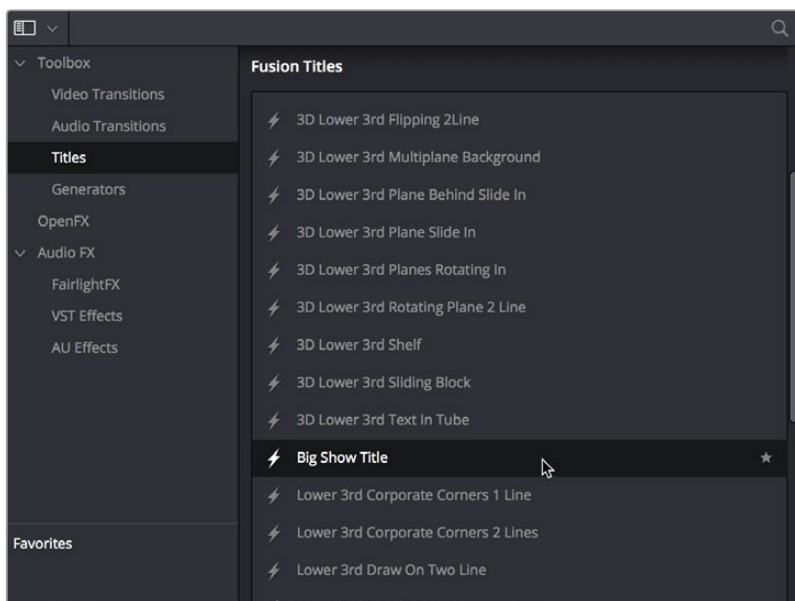 Toolbox
Video Transitions
Audio Transitions
Titles
Generators
OpenFX
Audio FX
FairlightFX
VST Effects
AU Effects
Favorites
Fusion Titles
3D Lower 3rd Flipping 2Line
3D Lower 3rd Multiplane Background
3D Lower 3rd Plane Behind Slide In
3D Lower 3rd Plane Slide In
3D Lower 3rd Planes Rotating In
3D Lower 3rd Rotating Plane 2 Line
3D Lower 3rd Shelf
3D Lower 3rd Sliding Block
3D Lower 3rd Text In Tube
Big Show Title
Lower 3rd Corporate Corners 1 Line
Lower 3rd Corporate Corners 2 Lines
Lower 3rd Draw On Two Line